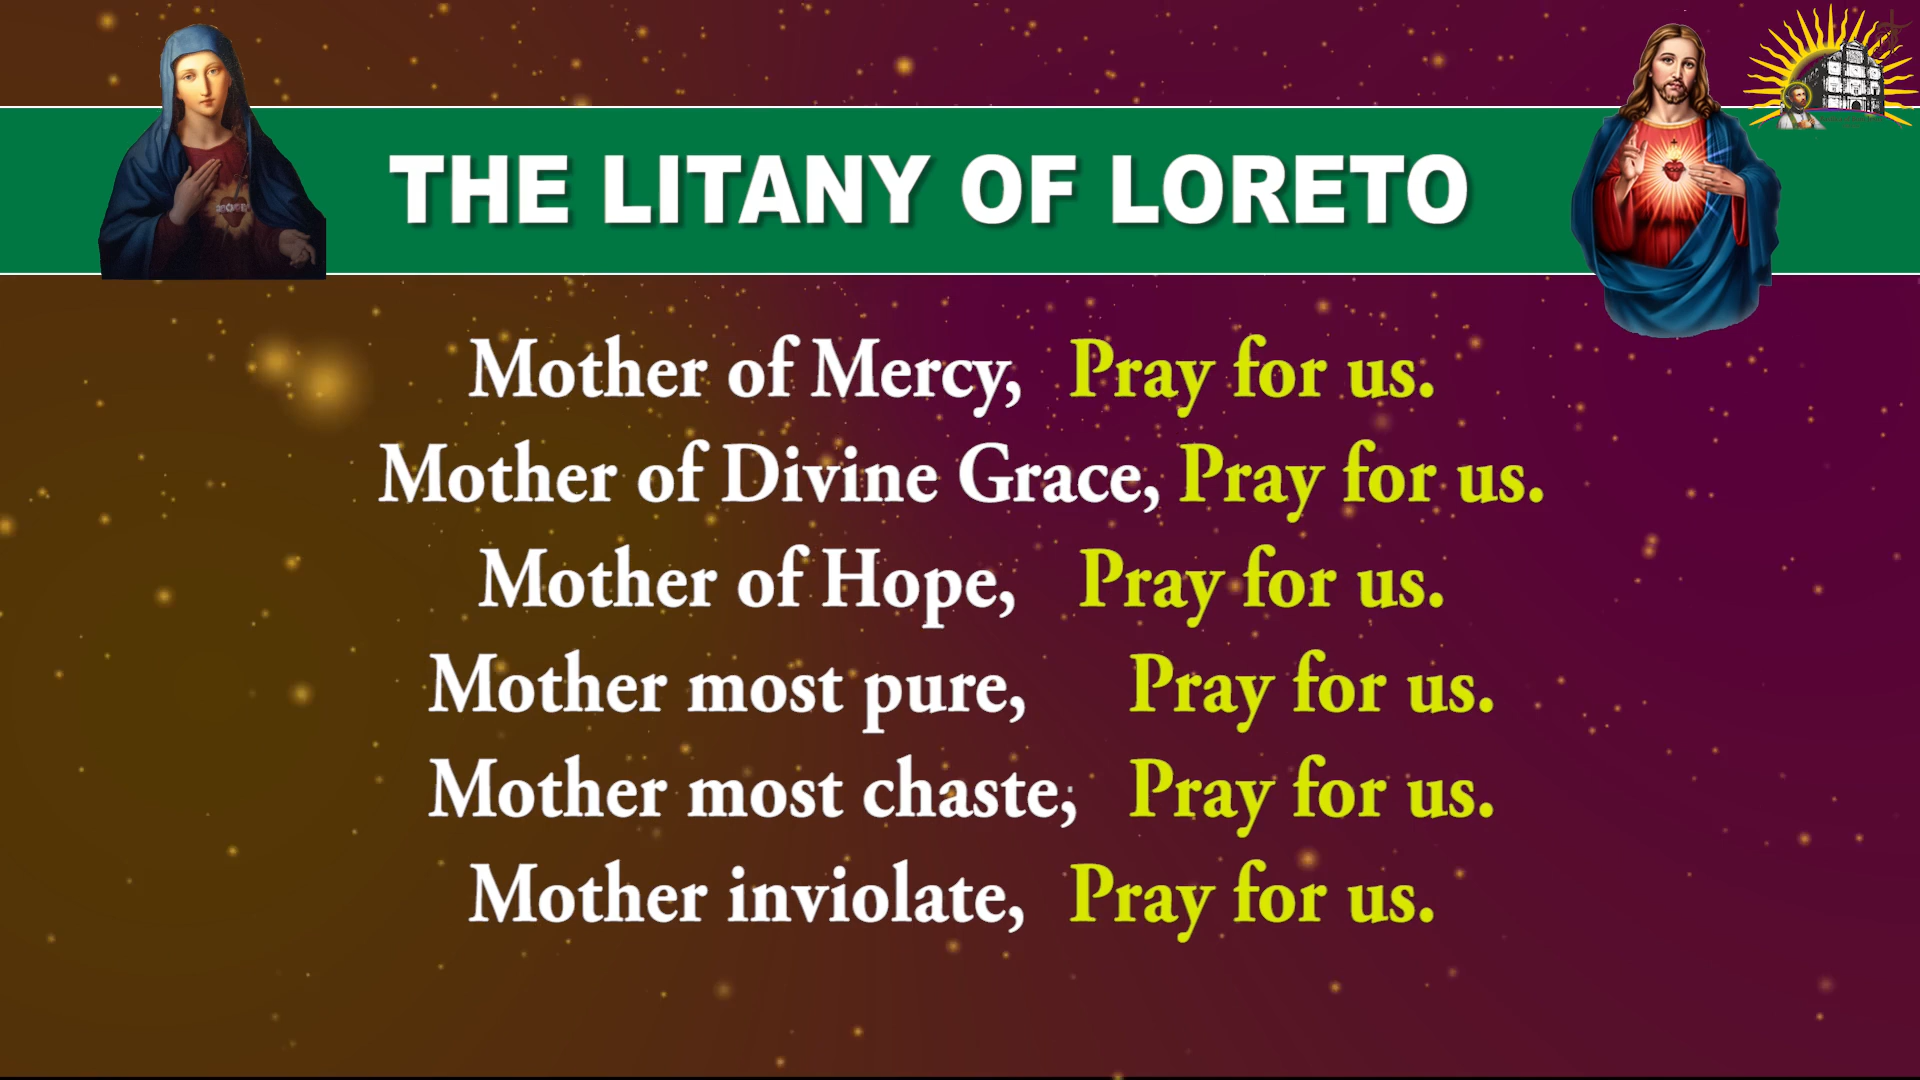 THE LITANY OF LORETO
Mother of Mercy, Pray for us.
Mother of Divine Grace, Pray for us.
Mother of Hope, Pray for us.
Mother most pure, Pray for us.
Mother most chaste, Pray for us.
Mother inviolate, Pray for us.